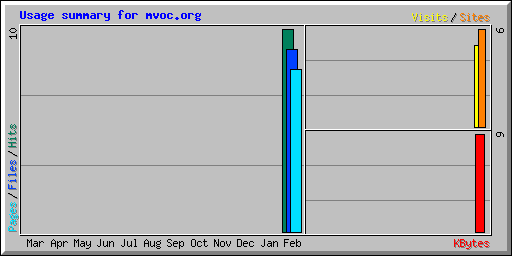 Usage summary for mvoc.org
Visits/Sites
10
6
9
Pages/Files/Hits
Mar Apr May Jun Jul Aug Sep Oct Nov Dec Jan Feb
KBytes